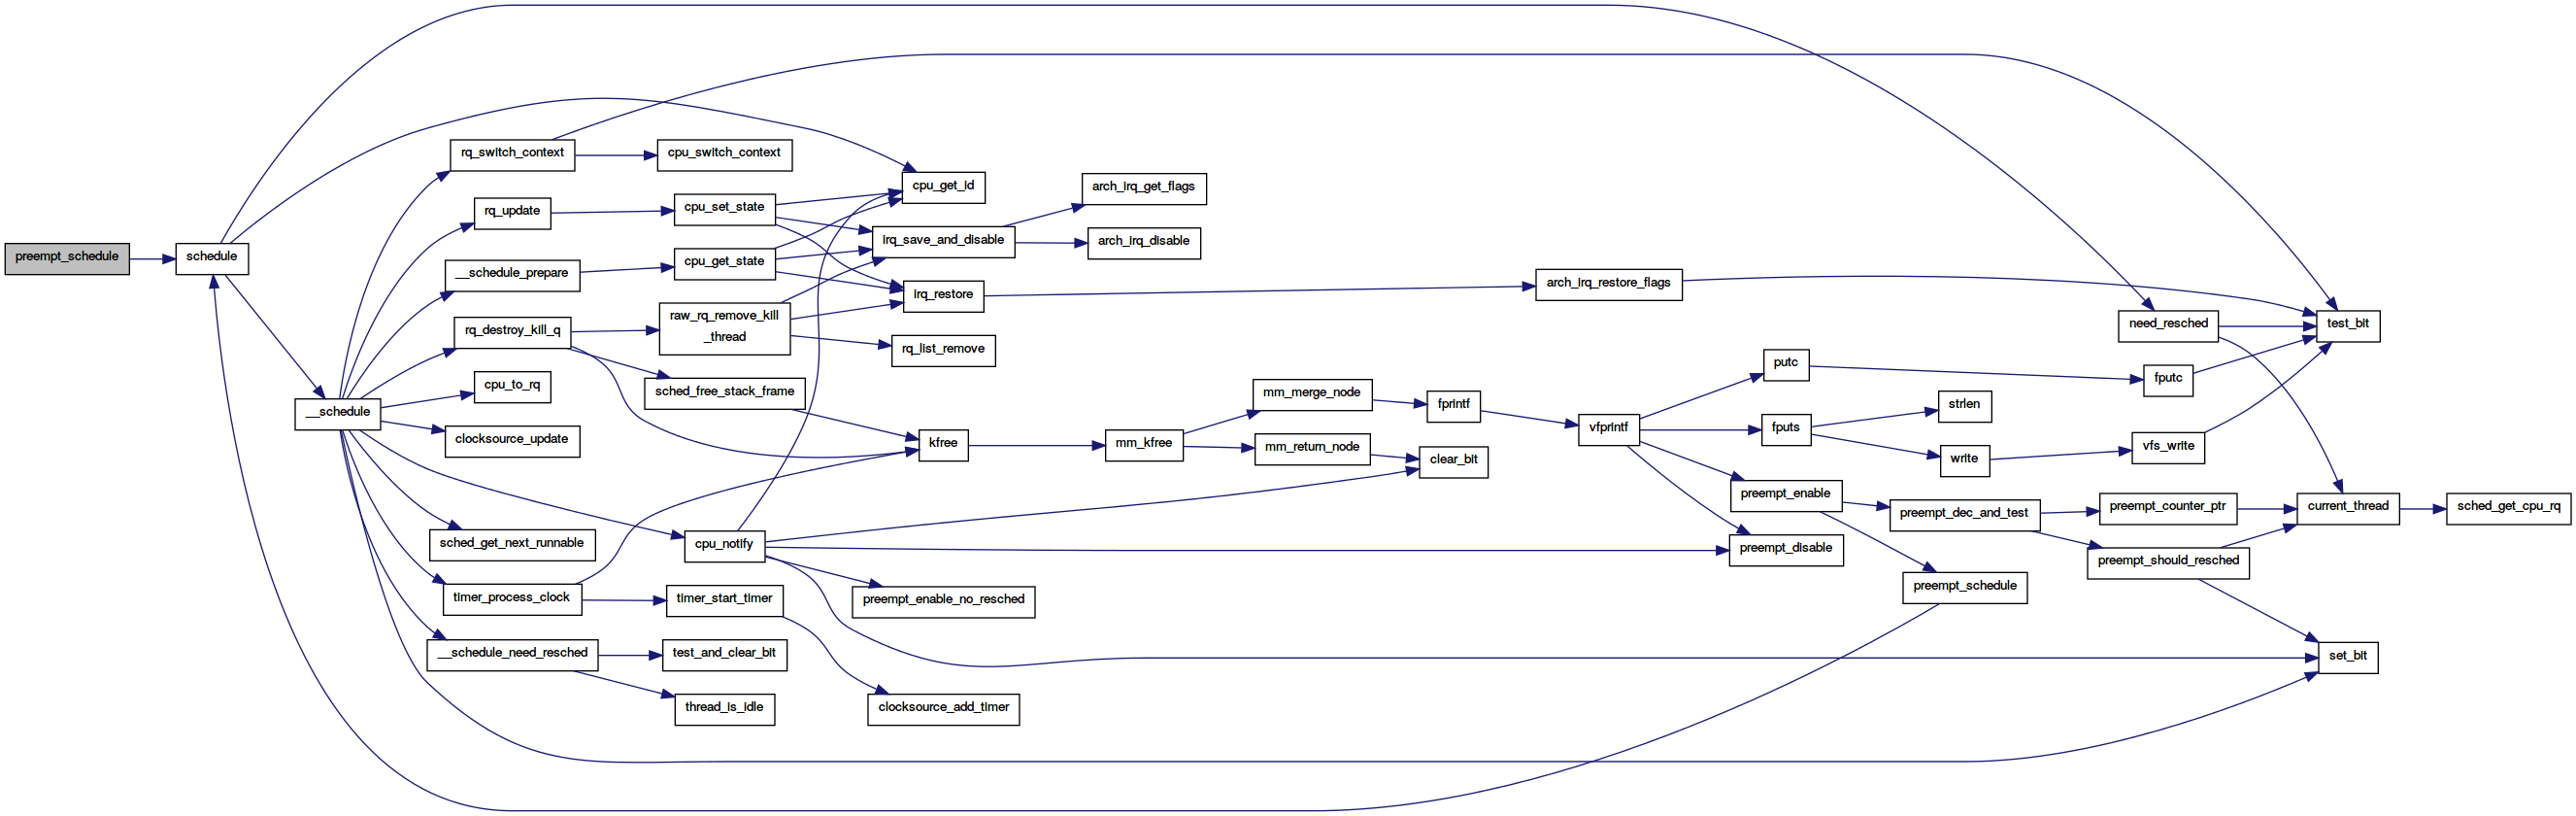 preempt_schedule
schedule
__schedule
rq_switch_context
rq_update
__schedule_prepare
rq_destroy_kill_q
cpu_to_rq
clocksource_update
sched_get_next_runnable
timer_process_clock
__schedule_need_resched
cpu_switch_context
cpu_set_state
cpu_get_state
raw_rq_remove_kill
_thread
sched_free_stack_frame
cpu_notify
timer_start_timer
test_and_clear_bit
thread_is_idle
cpu_get_id
irq_save_and_disable
irq_restore
rq_list_remove
kfree
preempt_enable_no_resched
clocksource_add_timer
arch_irq_get_flags
arch_irq_disable
mm_kfree
mm_merge_node
mm_return_node
fprintf
clear_bit
arch_irq_restore_flags
vfprintf
putc
fputs
preempt_enable
preempt_disable
strlen
write
preempt_dec_and_test
preempt_schedule
need_resched
fputc
vfs_write
preempt_counter_ptr
preempt_should_resched
test_bit
current_thread
set_bit
sched_get_cpu_rq